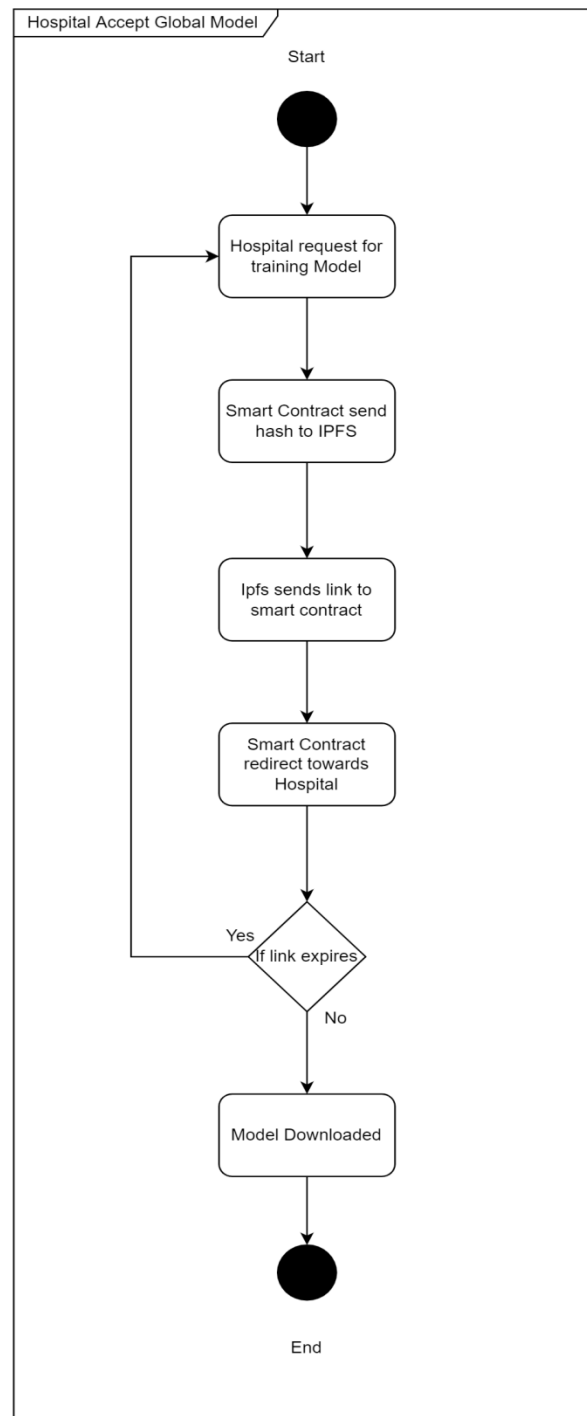 Hospital Accept Global Model
Start
Hospital request for
training Model
Smart Contract send
hash to IPFS
Ipfs sends link to
smart contract
Smart Contract
redirect towards
Hospital
Yes
If link expires
No
Model Downloaded
End